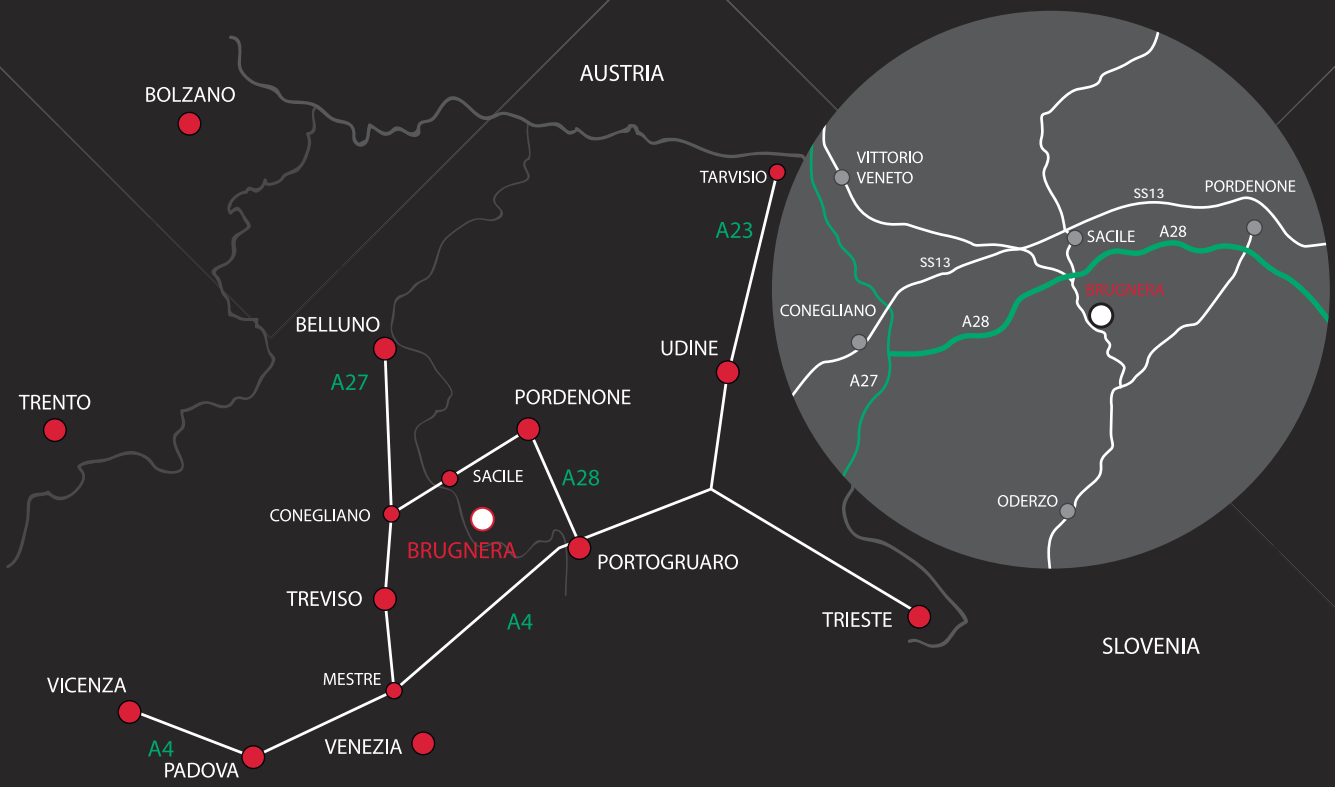 AUSTRIA
BOLZANO
TARVISIO
A23
BELLUNO
A27
UDINE
TRENTO
PORDENONE
SACILE
A28
CONEGLIANO
BRUGNERA
PORTOGRUARO
TREVISO
A4
TRIESTE
SLOVENIA
MESTRE
VICENZA
A4
PADOVA
VENEZIA
VITTORIO
VENETO
SS13
PORDENONE
SACILE
A28
SS13
BRUGNERA
CONEGLIANO
A28
A27
ODERZO